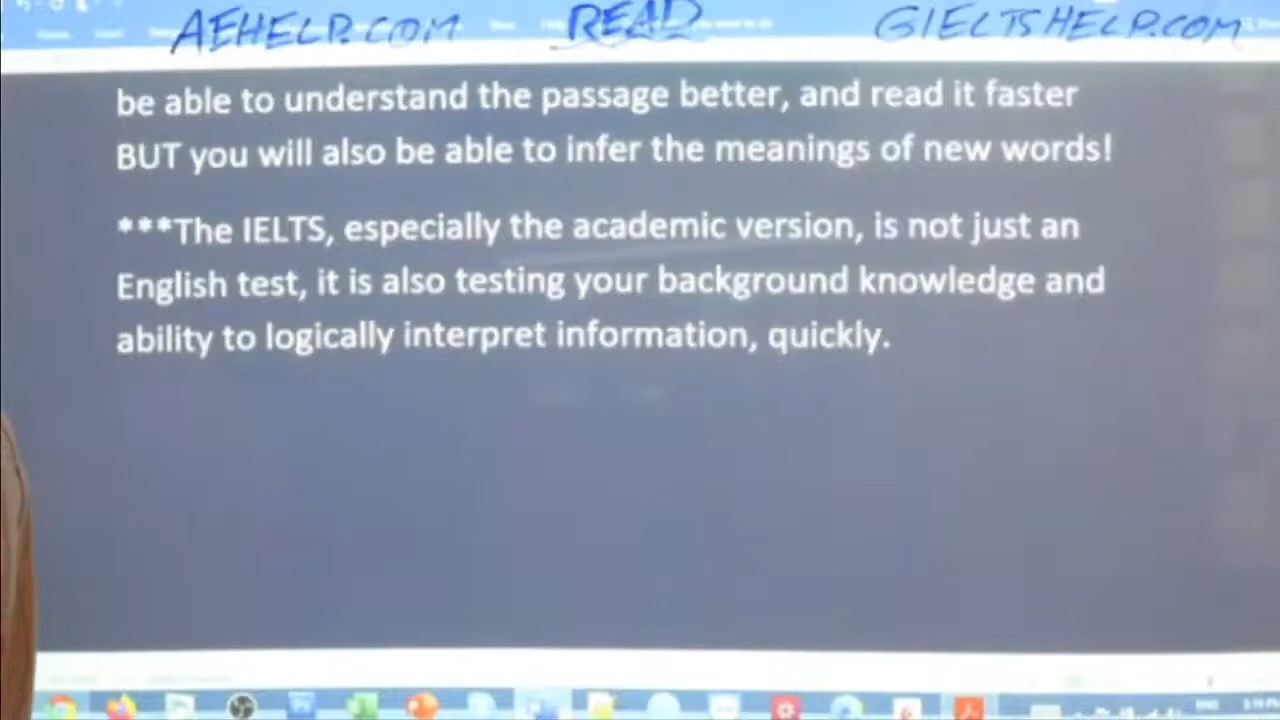 AEHELP.COM READ GIELTSHELP.COM
be able to understand the passage better, and read it faster
BUT you will also be able to infer the meanings of new words!
***The IELTS, especially the academic version, is not just an
English test, it is also testing your background knowledge and
ability to logically interpret information, quickly.